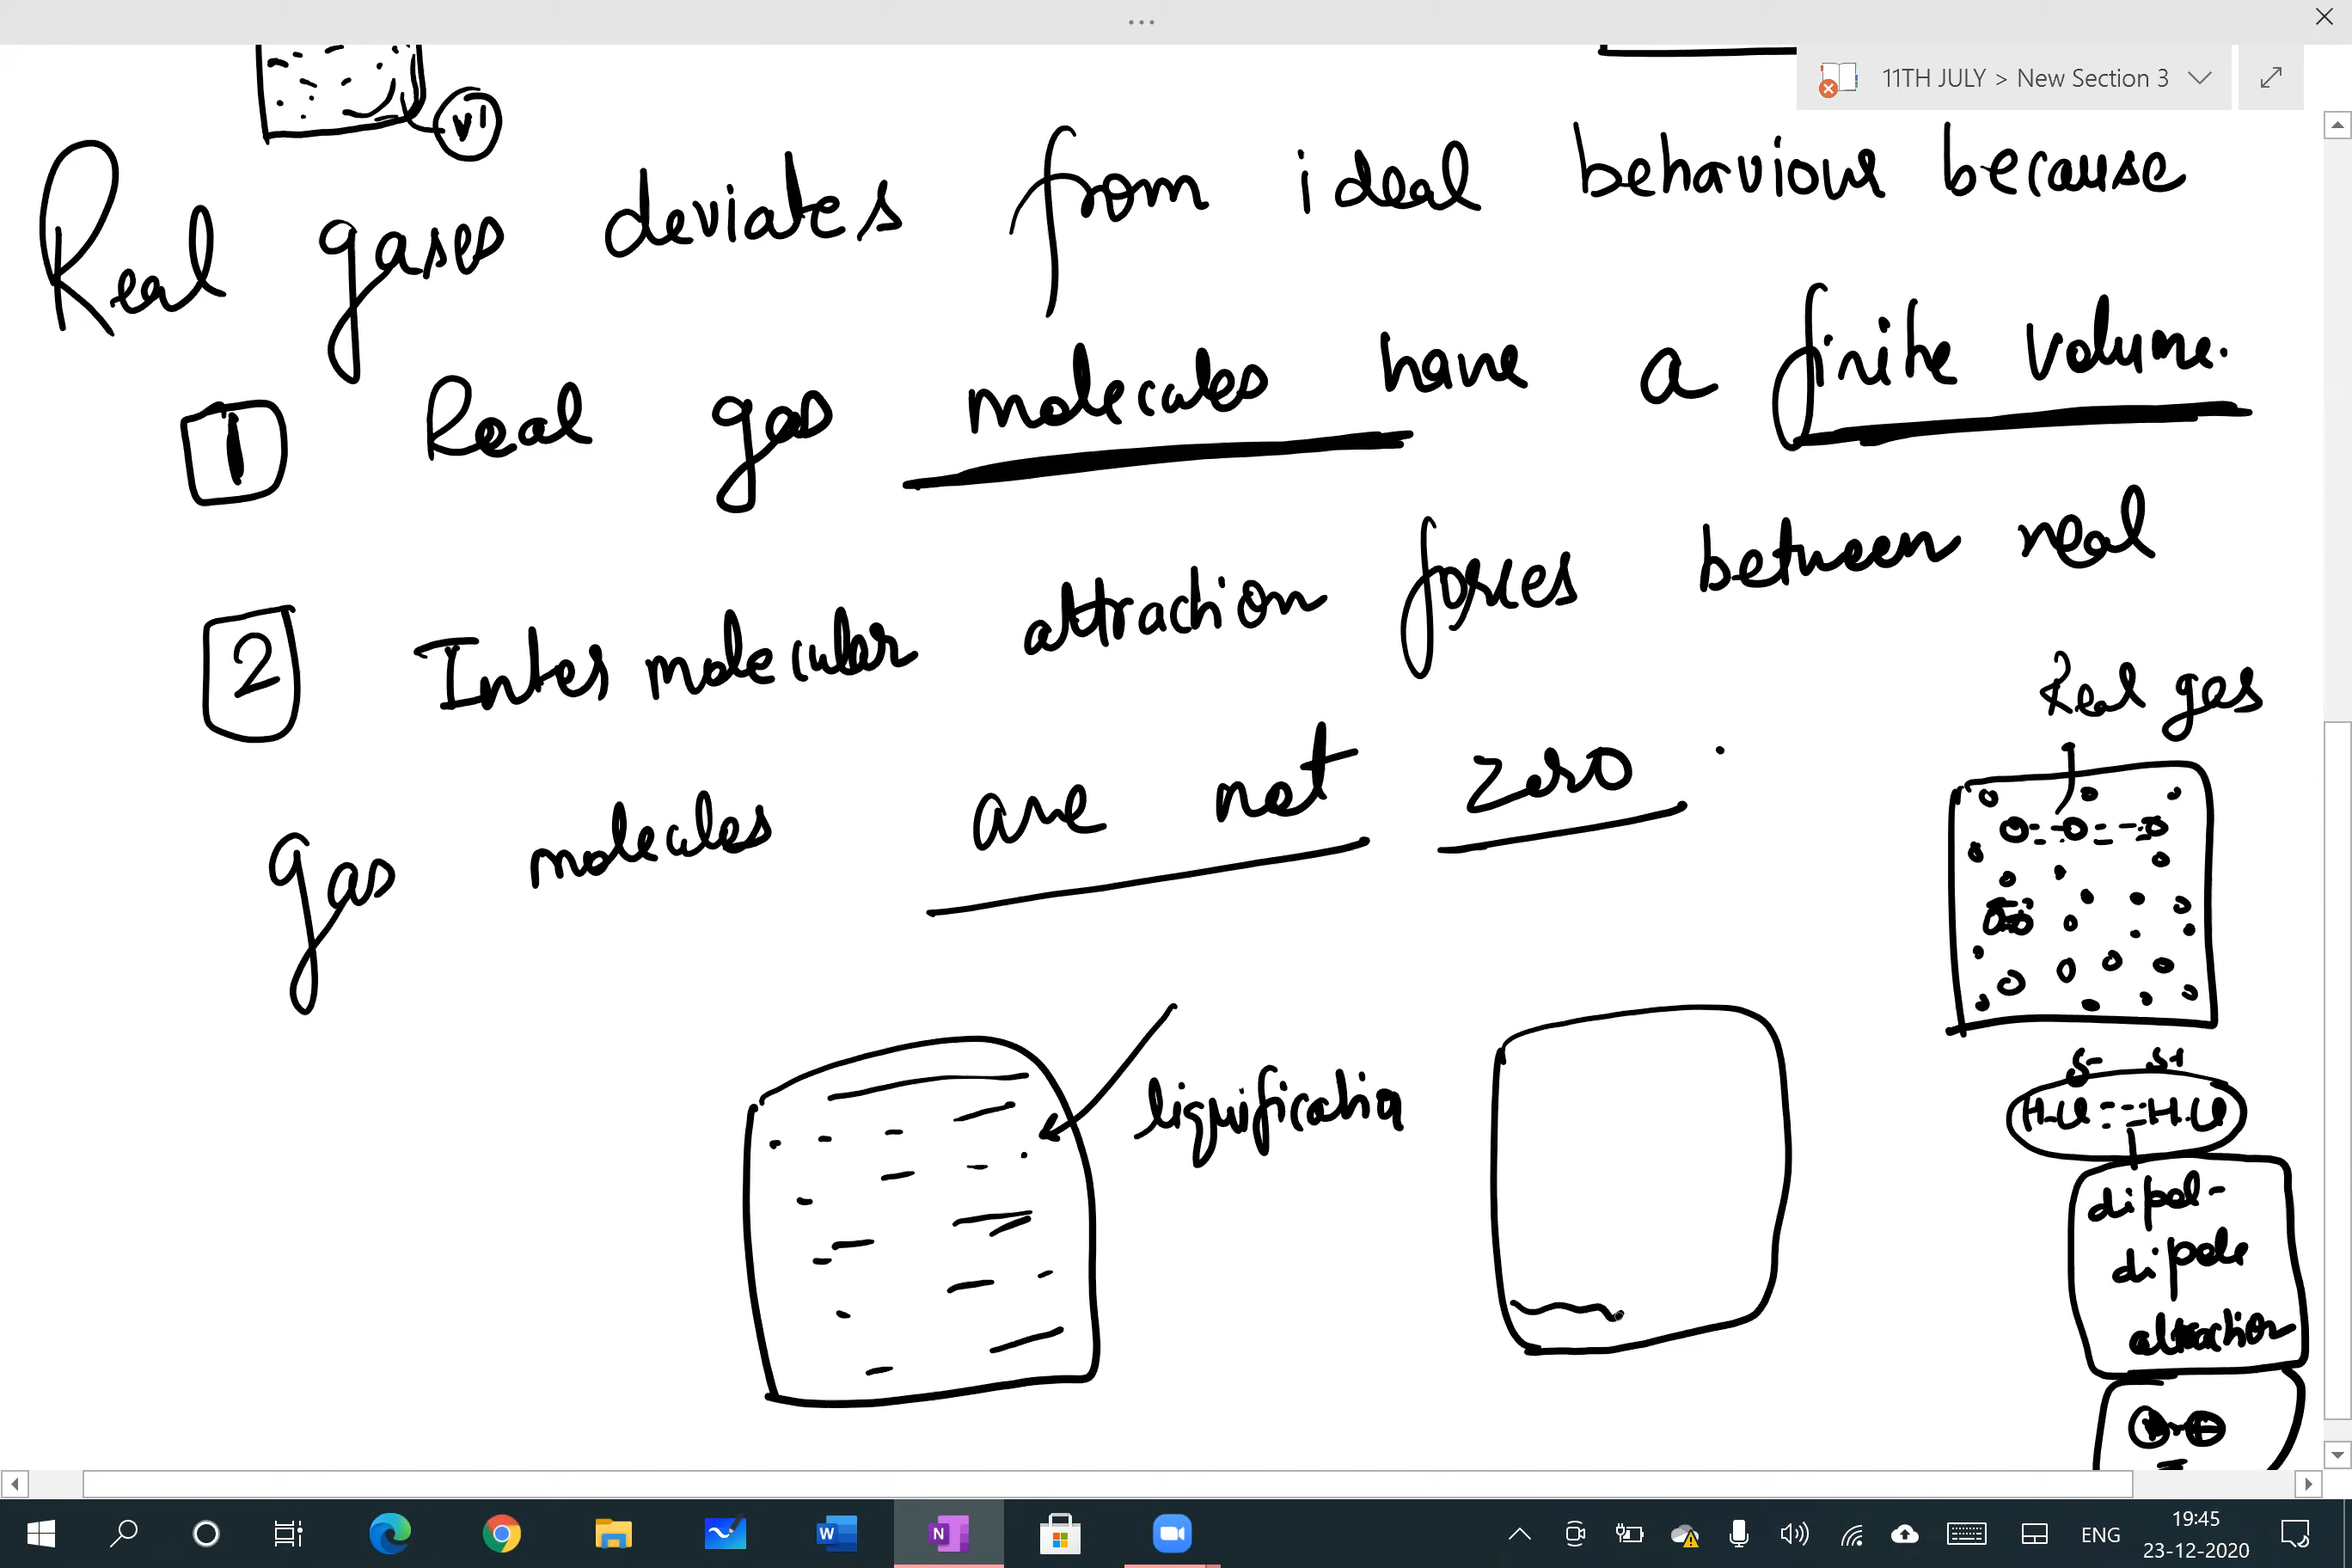 11TH JULY > New Section 3
V'
Real gases deviates from ideal behaviour because
1 Real gas molecules have a finite volume.
2 Intermolecular attraction forces between real
gas molecules are not zero.
Real gas
liquification
δ- δ+
H-Cl H-Cl
dipol-
dipole
attraction
ENG
19:45
23-12-2020